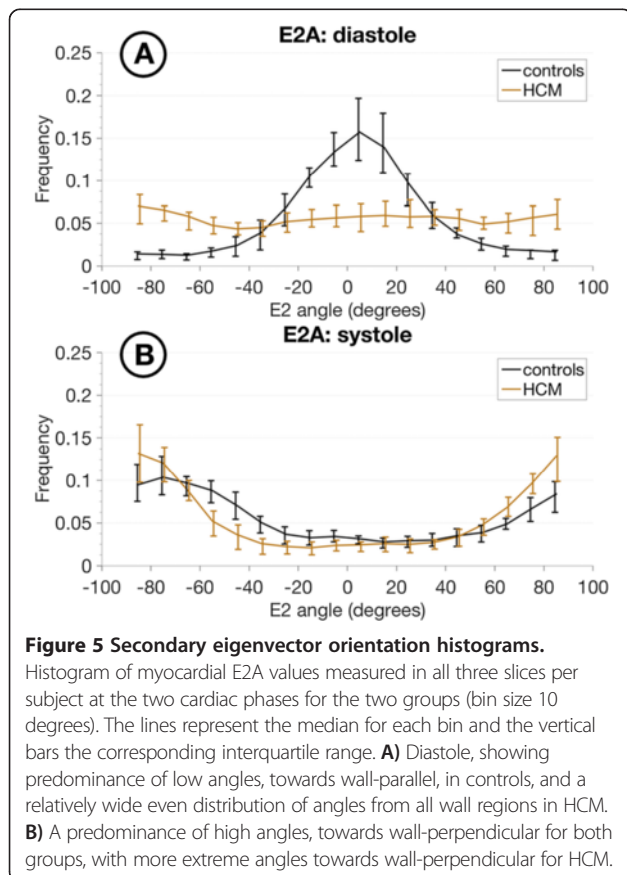 E2A: diastole
A
controls
HCM
Frequency
0.25
0.2
0.15
0.1
0.05
0
-100 -80 -60 -40 -20 0 20 40 60 80 100
E2 angle (degrees)
E2A: systole
B
controls
HCM
Frequency
0.25
0.2
0.15
0.1
0.05
0
-100 -80 -60 -40 -20 0 20 40 60 80 100
E2 angle (degrees)
Figure 5 Secondary eigenvector orientation histograms.
Histogram of myocardial E2A values measured in all three slices per
subject at the two cardiac phases for the two groups (bin size 10
degrees). The lines represent the median for each bin and the vertical
bars the corresponding interquartile range. A) Diastole, showing
predominance of low angles, towards wall-parallel, in controls, and a
relatively wide even distribution of angles from all wall regions in HCM.
B) A predominance of high angles, towards wall-perpendicular for both
groups, with more extreme angles towards wall-perpendicular for HCM.